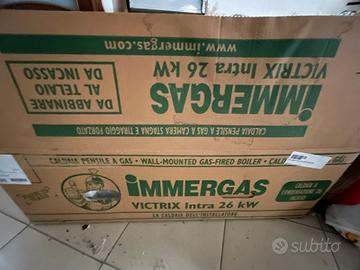 CALDAIA PENSILE A GAS A CAMERA STAGNA E TIRAGGIO FORZATO
iMMERGAS
VICTRIX Intra 26 kW
www.immergas.com
DA ABBINARE
AL TELAIO
DA INCASSO
CALDAIA PENSILE A GAS • WALL-MOUNTED GAS-FIRED BOILER • CALD
iMMERGAS
VICTRIX Intra 26 kW
LA CALDAIA DELL'INSTALLATORE
subito